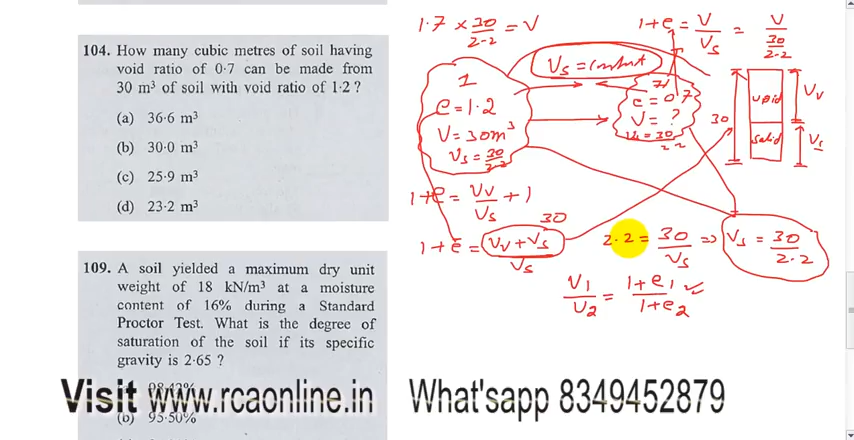 104. How many cubic metres of soil having
void ratio of 0·7 can be made from
30 m³ of soil with void ratio of 1·2 ?
(a) 36·6 m³
(b) 30·0 m³
(c) 25·9 m³
(d) 23·2 m³
109. A soil yielded a maximum dry unit
weight of 18 kN/m³ at a moisture
content of 16% during a Standard
Proctor Test. What is the degree of
saturation of the soil if its specific
gravity is 2·65 ?
(b) 95·50%
1·7 × 30/2·2 = V
1+e = V/Vs = V/(30/2·2)
Vs = constant
1
e = 1·2
V = 30m³
Vs = 30/2·2
e = 0·7
V = ?
Vs = 30/2·2
30
void
solid
Vv
Vs
1+e = Vv/Vs + 1
30
1+e = (Vv + Vs)/Vs
2·2 = 30/Vs ⇒ Vs = 30/2·2
V1/V2 = (1+e1)/(1+e2) ✓
Visit www.rcaonline.in What'sapp 8349452879